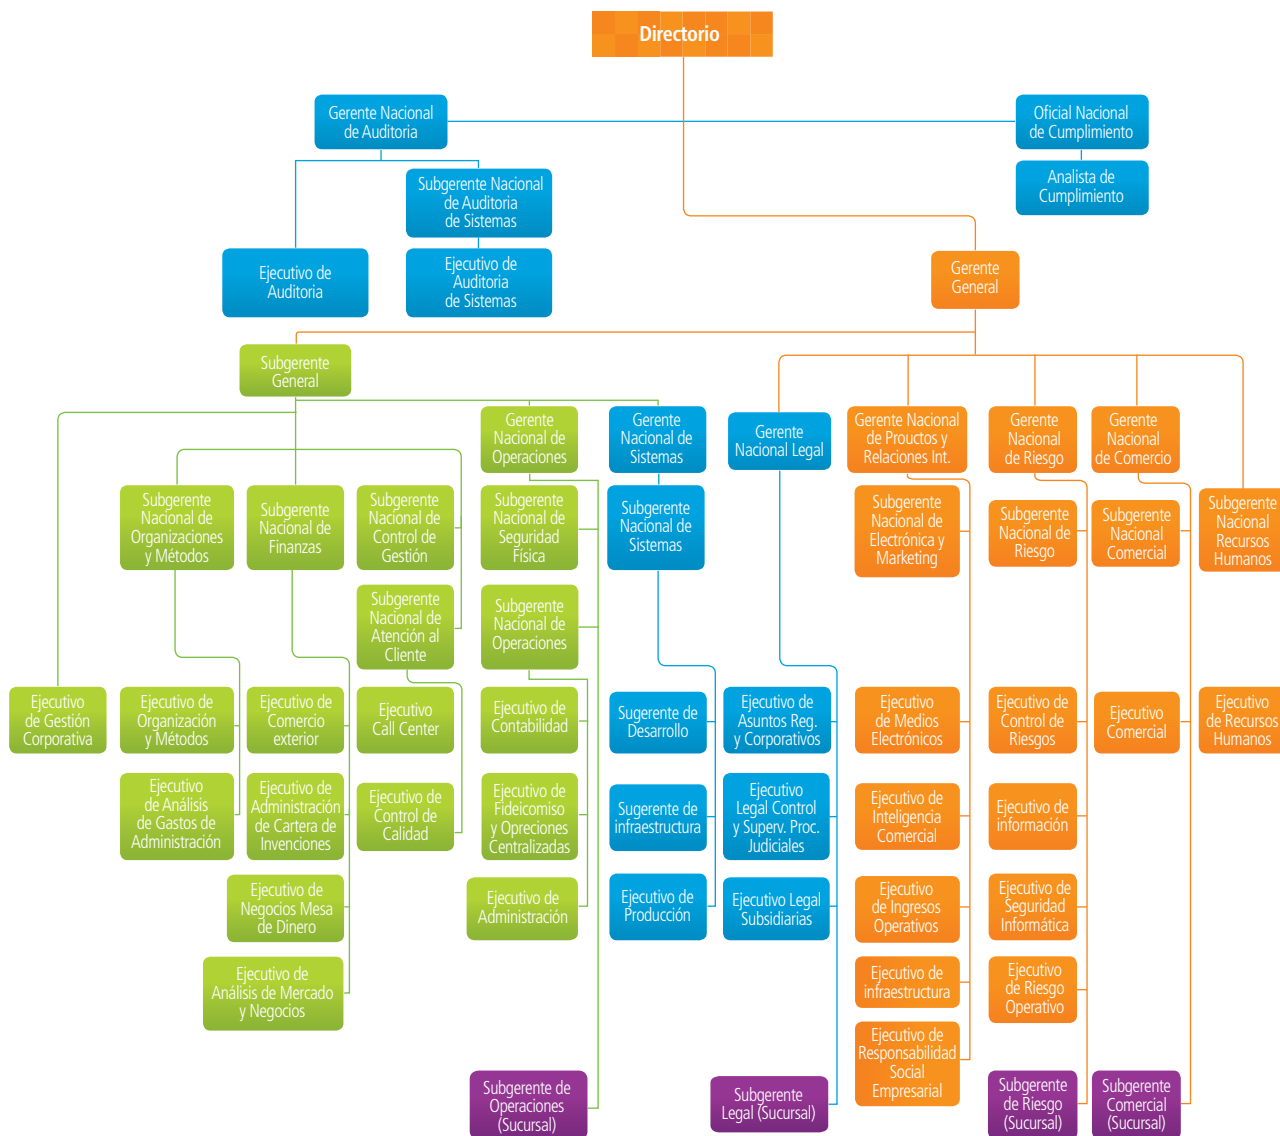 Directorio
Gerente Nacional
de Auditoria
Oficial Nacional
de Cumplimiento
Subgerente Nacional
de Auditoria
de Sistemas
Analista de
Cumplimiento
Ejecutivo de
Auditoria
Ejecutivo de
Auditoria
de Sistemas
Gerente
General
Subgerente
General
Gerente
Nacional de
Operaciones
Gerente
Nacional de
Sistemas
Gerente
Nacional Legal
Gerente Nacional
de Prouctos y
Relaciones Int.
Gerente
Nacional
de Riesgo
Gerente
Nacional
de Comercio
Subgerente
Nacional de
Organizaciones
y Métodos
Subgerente
Nacional de
Finanzas
Subgerente
Nacional de
Control de
Gestión
Subgerente
Nacional de
Seguridad
Física
Subgerente
Nacional de
Sistemas
Subgerente
Nacional de
Electrónica y
Marketing
Subgerente
Nacional de
Riesgo
Subgerente
Nacional
Comercial
Subgerente
Nacional
Recursos
Humanos
Subgerente
Nacional de
Atención al
Cliente
Subgerente
Nacional de
Operaciones
Ejecutivo
de Gestión
Corporativa
Ejecutivo de
Organización
y Métodos
Ejecutivo de
Comercio
exterior
Ejecutivo
Call Center
Ejecutivo de
Contabilidad
Sugerente de
Desarrollo
Ejecutivo de
Asuntos Reg.
y Corporativos
Ejecutivo
de Medios
Electrónicos
Ejecutivo de
Control de
Riesgos
Ejecutivo
Comercial
Ejecutivo
de Recursos
Humanos
Ejecutivo
de Análisis
de Gastos de
Administración
Ejecutivo de
Administración
de Cartera de
Invenciones
Ejecutivo de
Control de
Calidad
Ejecutivo de
Fideicomiso
y Opreciones
Centralizadas
Sugerente de
infraestructura
Ejecutivo
Legal Control
y Superv. Proc.
Judiciales
Ejecutivo de
Inteligencia
Comercial
Ejecutivo de
información
Ejecutivo de
Negocios Mesa
de Dinero
Ejecutivo de
Administración
Ejecutivo de
Producción
Ejecutivo Legal
Subsidiarias
Ejecutivo
de Ingresos
Operativos
Ejecutivo de
Seguridad
Informática
Ejecutivo de
Análisis de Mercado
y Negocios
Ejecutivo de
infraestructura
Ejecutivo
de Riesgo
Operativo
Ejecutivo de
Responsabilidad
Social
Empresarial
Subgerente de
Operaciones
(Sucursal)
Subgerente
Legal (Sucursal)
Subgerente
de Riesgo
(Sucursal)
Subgerente
Comercial
(Sucursal)